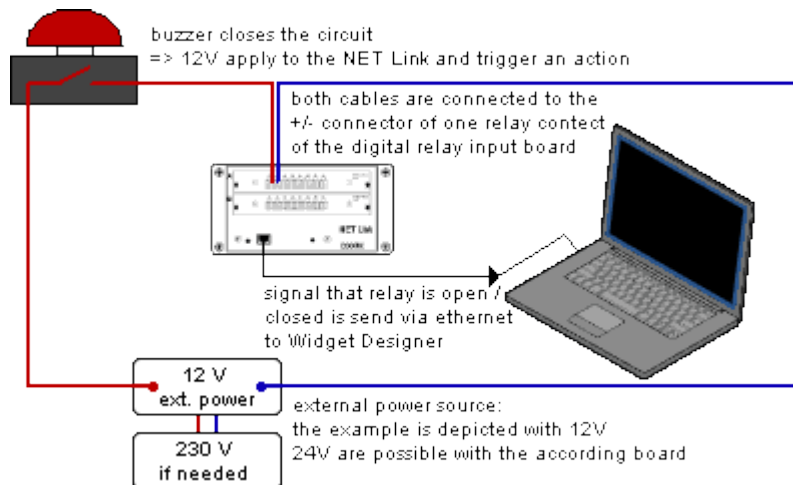 buzzer closes the circuit
=> 12V apply to the NET Link and trigger an action
both cables are connected to the
+/- connector of one relay contect
of the digital relay input board
NET Link
signal that relay is open /
closed is send via ethernet
to Widget Designer
12 V
ext. power
230 V
if needed
external power source:
the example is depicted with 12V
24V are possible with the according board